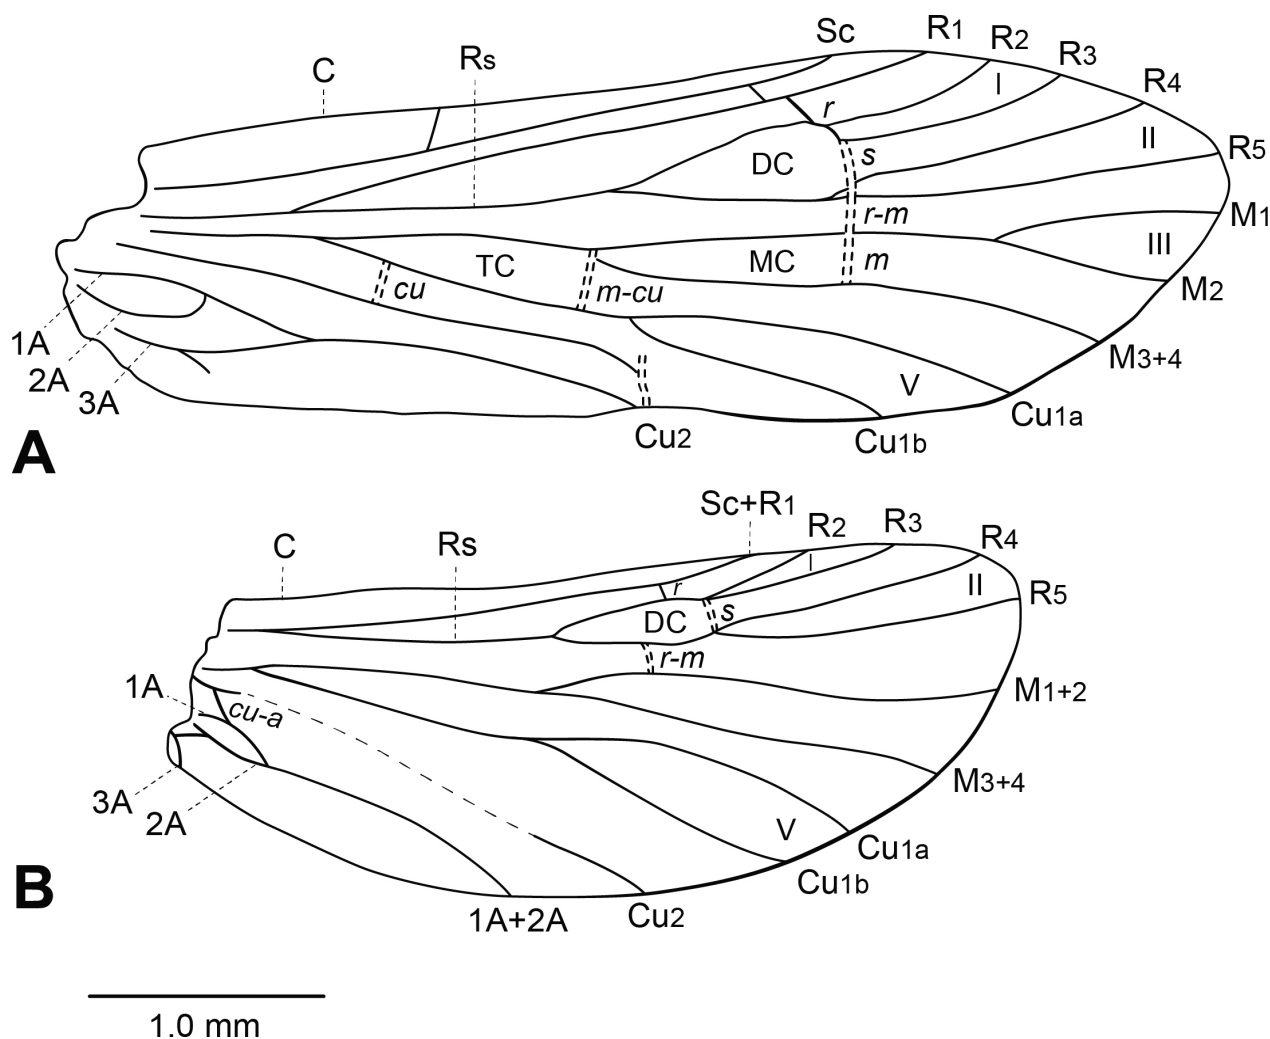 Sc R1 R2 R3
C Rs R4
I
r
II
R5
DC s
r-m M1
TC MC m III
cu m-cu M2
1A
2A
3A
M3+4
V
Cu1a
A Cu2 Cu1b
Sc+R1 R2 R3
C Rs R4
I
r II R5
DC s
r-m
1A M1+2
cu-a
3A
2A
M3+4
V
Cu1a
B Cu1b
1A+2A Cu2
1.0 mm